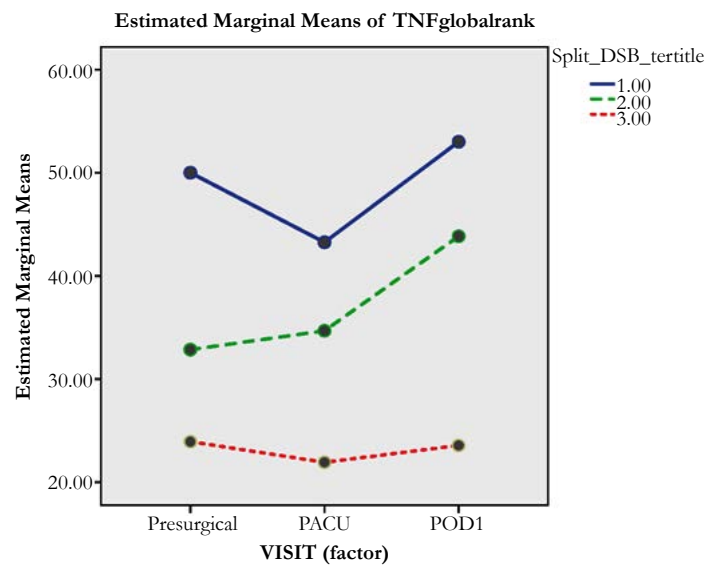 Estimated Marginal Means of TNFglobalrank
Split_DSB_tertitle
1.00
2.00
3.00
Estimated Marginal Means
60.00
50.00
40.00
30.00
20.00
Presurgical
PACU
POD1
VISIT (factor)